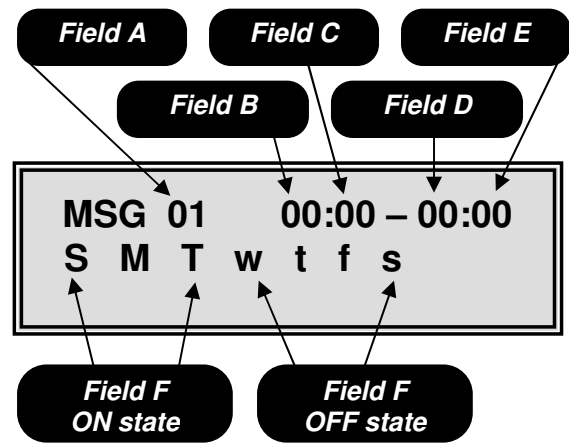 Field A
Field C
Field E
Field B
Field D
MSG 01 00:00 – 00:00
S M T w t f s
Field F
ON state
Field F
OFF state